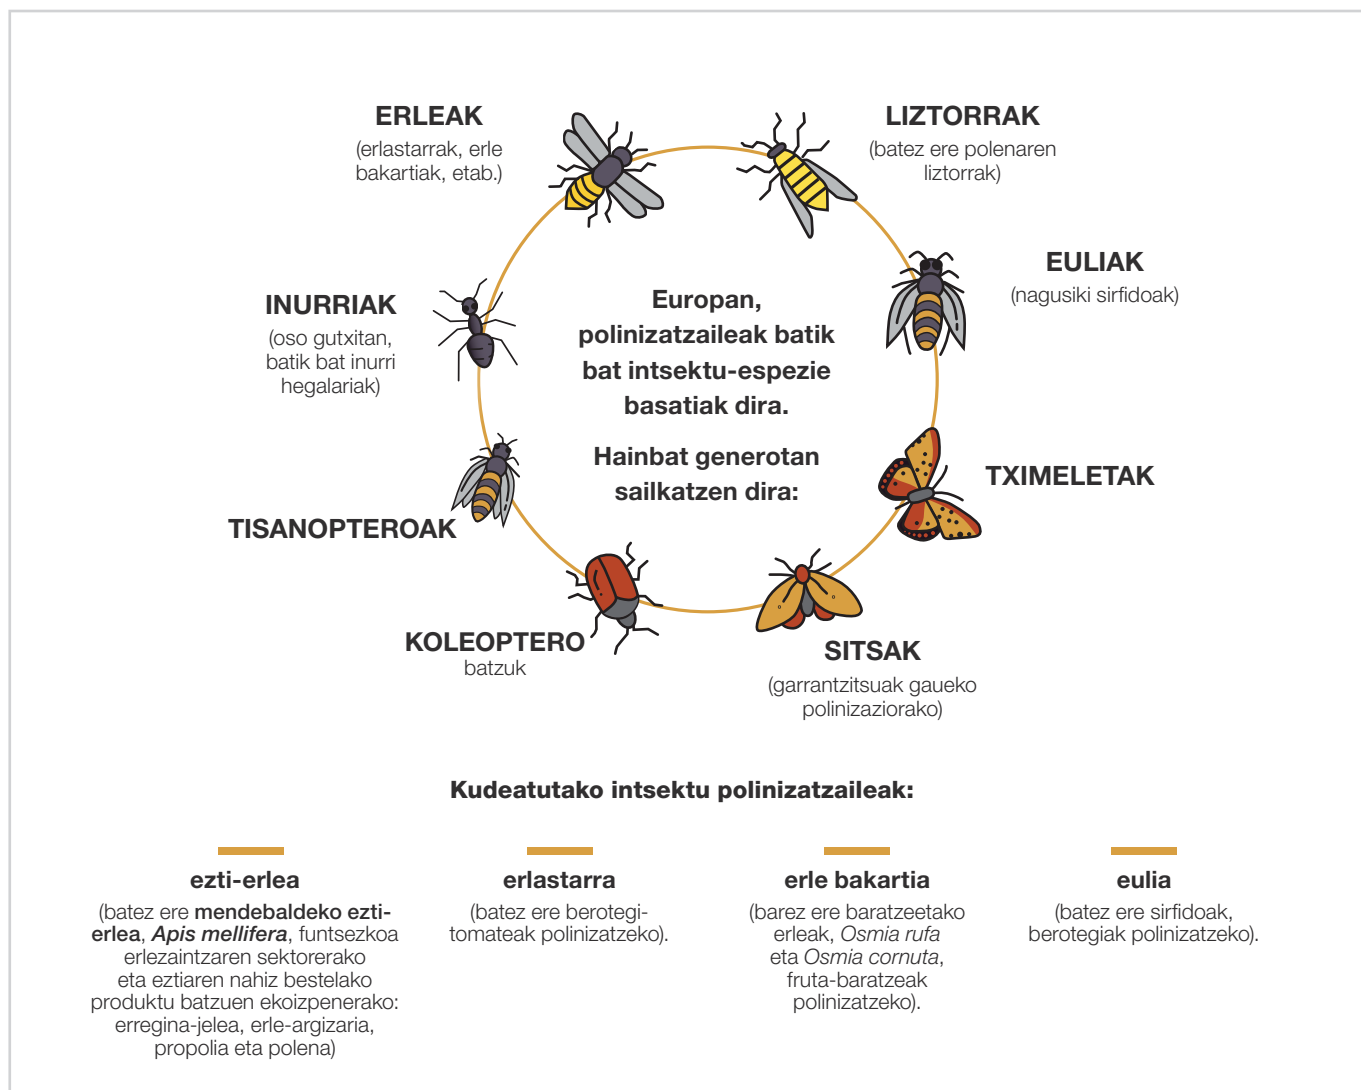 ERLEAK
(erlastarrak, erle
bakartiak, etab.)
LIZTORRAK
(batez ere polenaren
liztorrak)
EULIAK
(nagusiki sirfidoak)
INURRIAK
(oso gutxitan,
batik bat inurri
hegalariak)
Europan,
polinizatzaileak batik
bat intsektu-espezie
basatiak dira.
Hainbat generotan
sailkatzen dira:
TXIMELETAK
TISANOPTEROAK
KOLEOPTERO
batzuk
SITSAK
(garrantzitsuak gaueko
polinizaziorako)
Kudeatutako intsektu polinizatzaileak:
ezti-erlea
(batez ere mendebaldeko ezti-
erlea, Apis mellifera, funtsezkoa
erlezaintzaren sektorerako
eta eztiaren nahiz bestelako
produktu batzuen ekoizpenerako:
erregina-jelea, erle-argizaria,
propolia eta polena)
erlastarra
(batez ere berotegi-
tomateak polinizatzeko).
erle bakartia
(barez ere baratzeetako
erleak, Osmia rufa
eta Osmia cornuta,
fruta-baratzeak
polinizatzeko).
eulia
(batez ere sirfidoak,
berotegiak polinizatzeko).